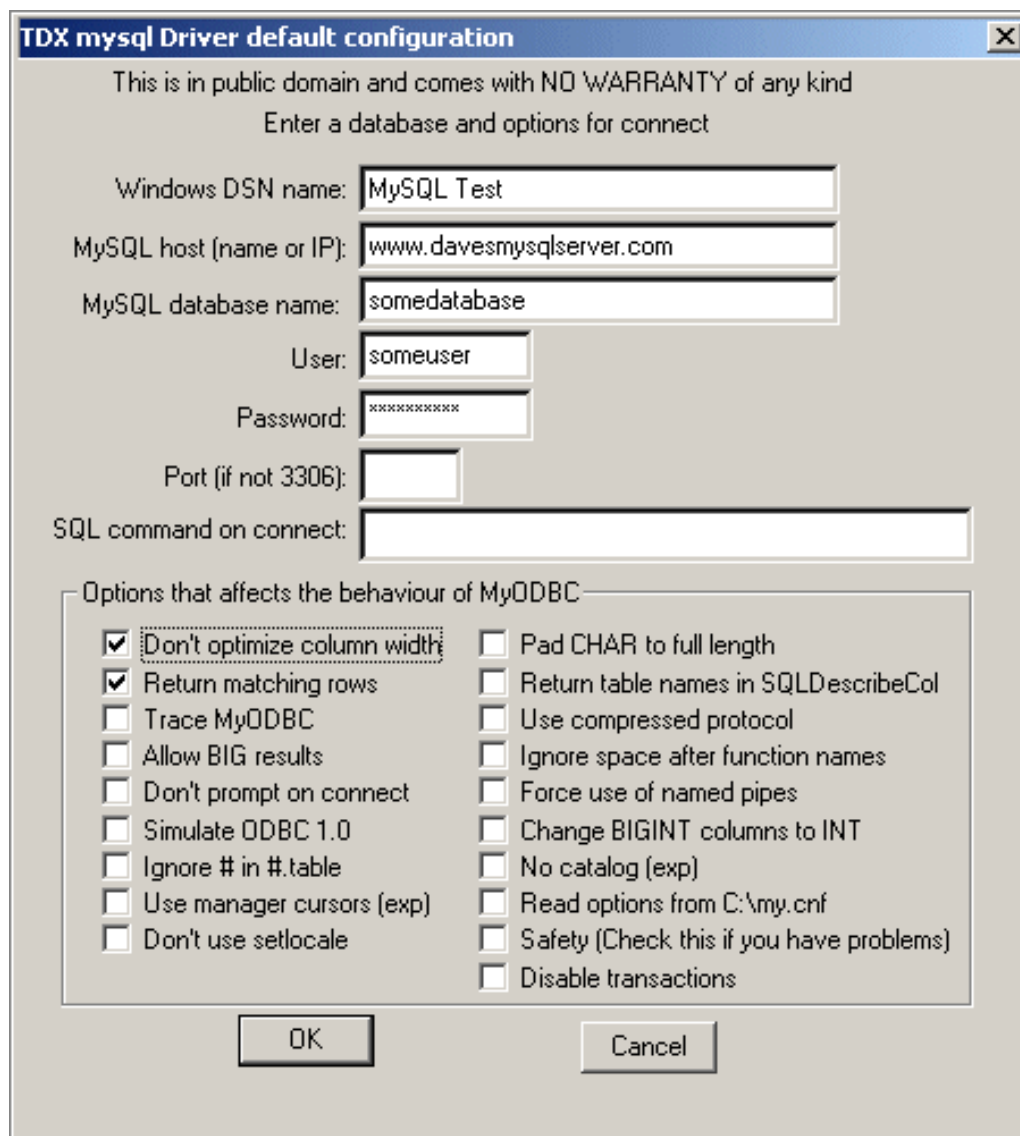 TDX mysql Driver default configuration
This is in public domain and comes with NO WARRANTY of any kind
Enter a database and options for connect
Windows DSN name: MySQL Test
MySQL host (name or IP): www.davesmysqlserver.com
MySQL database name: somedatabase
User: someuser
Password: **********
Port (if not 3306):
SQL command on connect:
Options that affects the behaviour of MyODBC
Don't optimize column width
Return matching rows
Trace MyODBC
Allow BIG results
Don't prompt on connect
Simulate ODBC 1.0
Ignore # in #.table
Use manager cursors (exp)
Don't use setlocale
Pad CHAR to full length
Return table names in SQLDescribeCol
Use compressed protocol
Ignore space after function names
Force use of named pipes
Change BIGINT columns to INT
No catalog (exp)
Read options from C:\my.cnf
Safety (Check this if you have problems)
Disable transactions
OK
Cancel